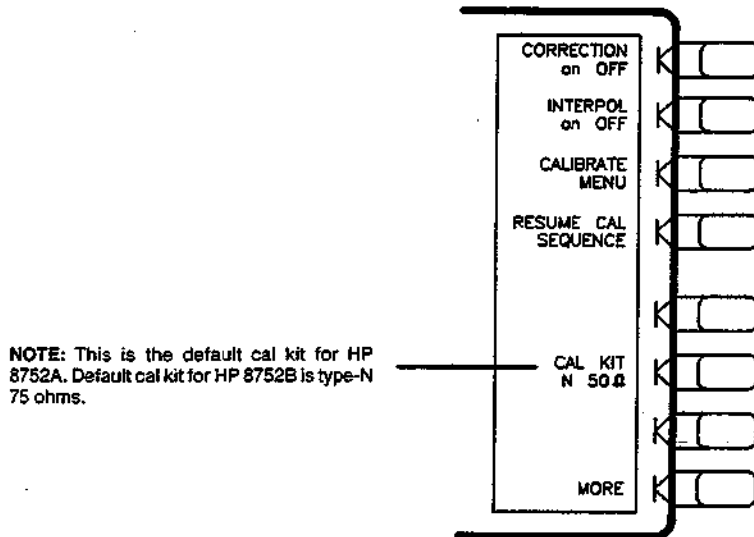 CORRECTION
on OFF
INTERPOL
on OFF
CALIBRATE
MENU
RESUME CAL
SEQUENCE
NOTE: This is the default cal kit for HP
8752A. Default cal kit for HP 8752B is type-N
75 ohms.
CAL KIT
N 50Ω
MORE